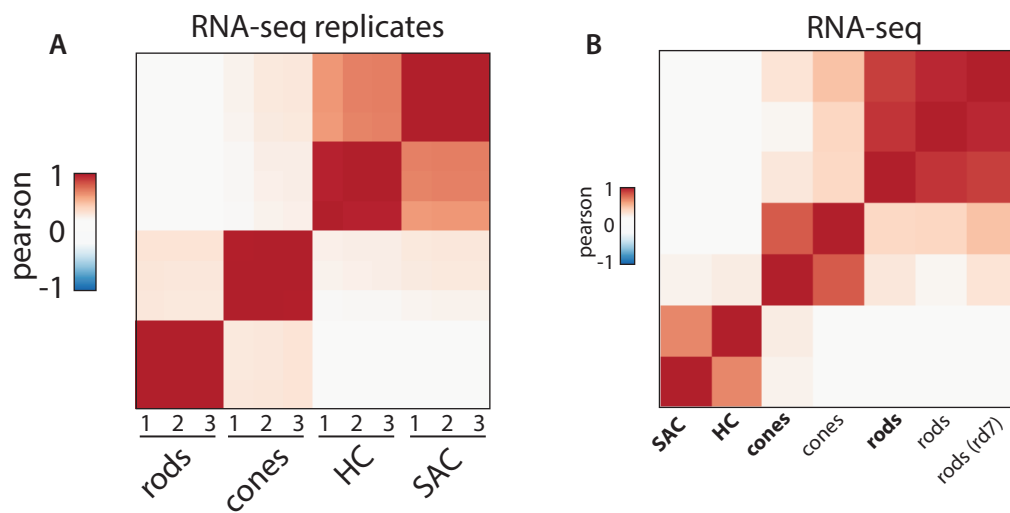 A
RNA-seq replicates
pearson
1
0
-1
1 2 3 1 2 3 1 2 3 1 2 3
rods cones HC SAC
B
RNA-seq
pearson
1
0
-1
SAC HC cones cones rods rods rods (rd7)